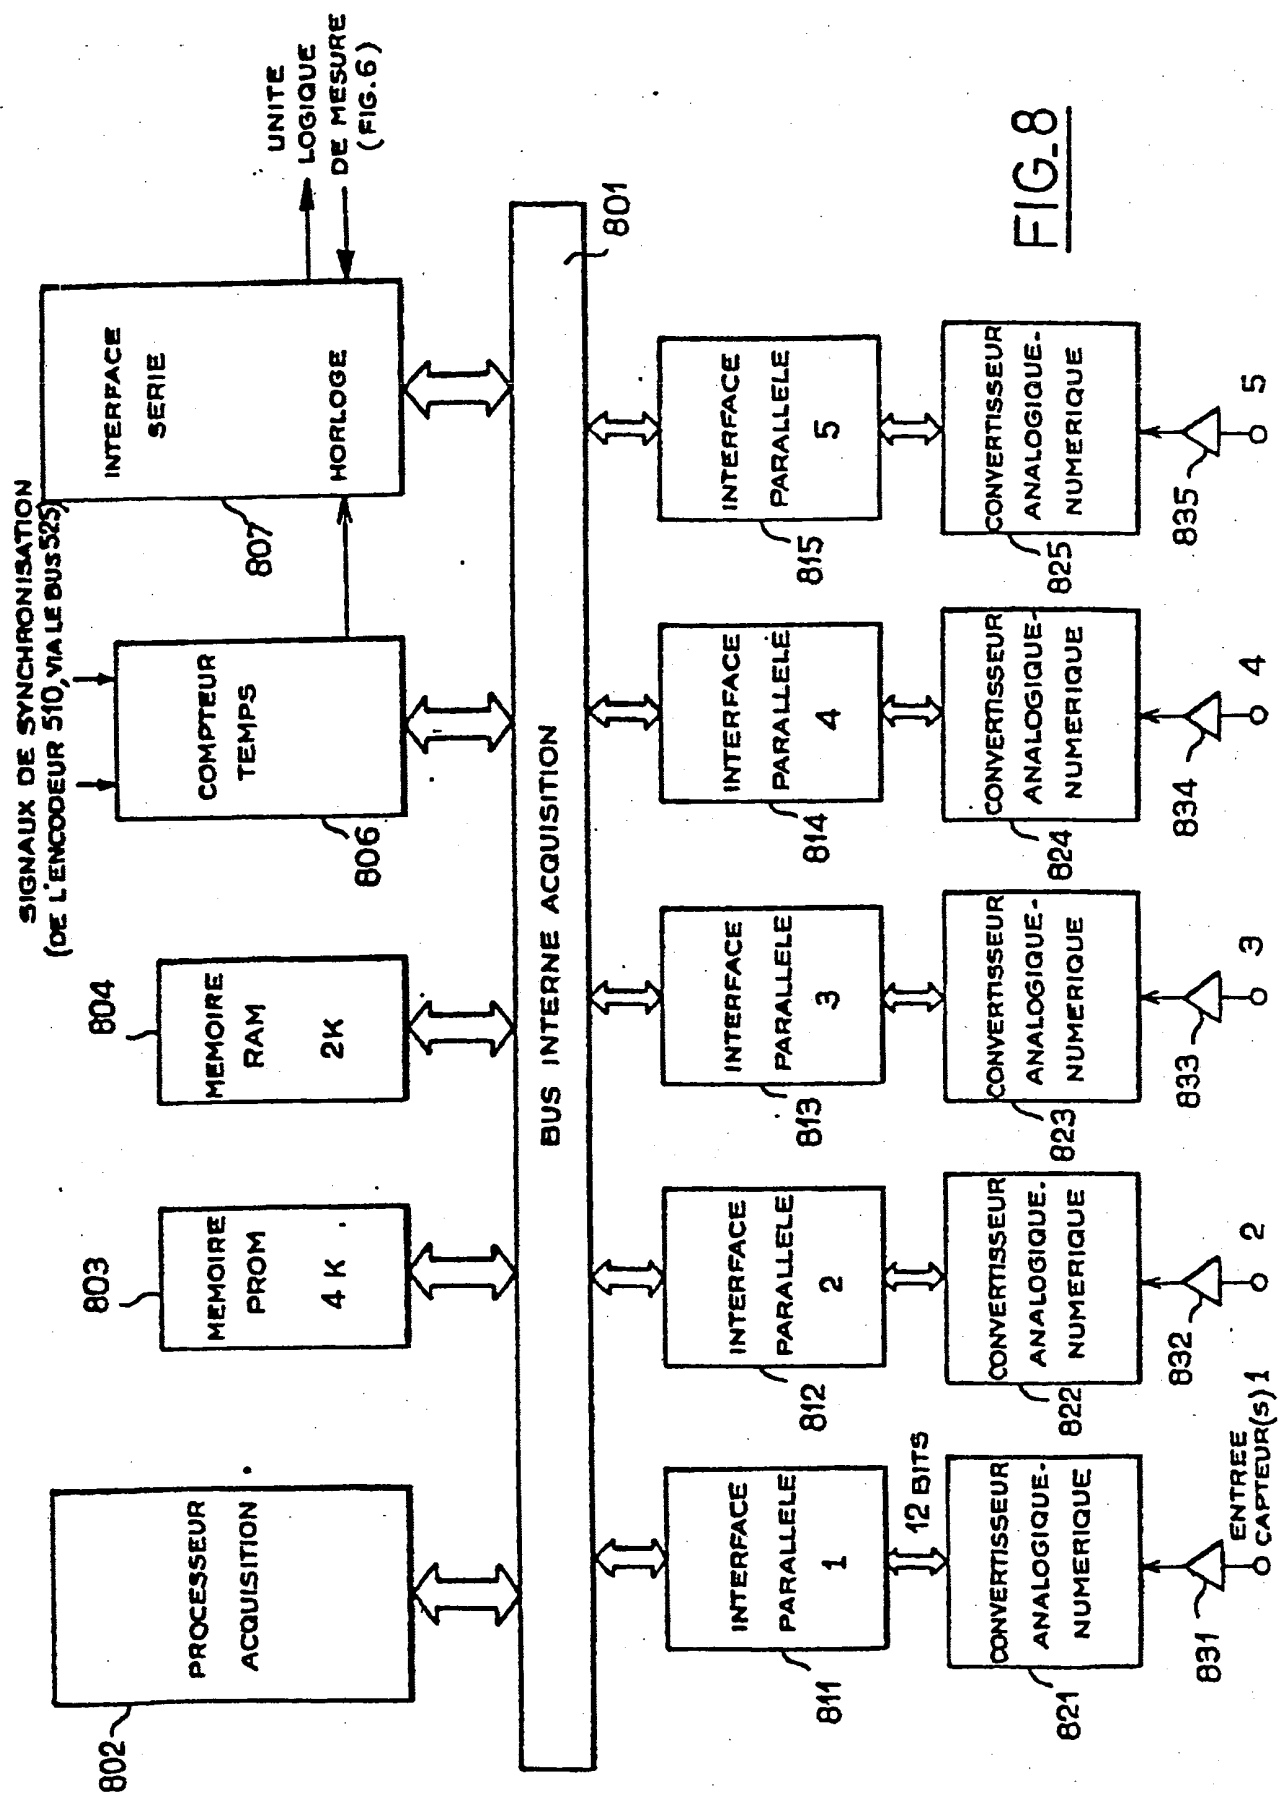 SIGNAUX DE SYNCHRONISATION
(DE L'ENCODEUR 510, VIA LE BUS 525)
UNITE
LOGIQUE
DE MESURE
(FIG.6)
802
PROCESSEUR
ACQUISITION
803
MEMOIRE
PROM
4K
804
MEMOIRE
RAM
2K
806
COMPTEUR
TEMPS
807
INTERFACE
SERIE
HORLOGE
BUS INTERNE ACQUISITION
801
811
INTERFACE
PARALLELE
1
812
INTERFACE
PARALLELE
2
813
INTERFACE
PARALLELE
3
814
INTERFACE
PARALLELE
4
815
INTERFACE
PARALLELE
5
12 BITS
821
CONVERTISSEUR
ANALOGIQUE-
NUMERIQUE
822
CONVERTISSEUR
ANALOGIQUE-
NUMERIQUE
823
CONVERTISSEUR
ANALOGIQUE-
NUMERIQUE
824
CONVERTISSEUR
ANALOGIQUE-
NUMERIQUE
825
CONVERTISSEUR
ANALOGIQUE-
NUMERIQUE
831
832
833
834
835
ENTREE
CAPTEUR(s) 1
2
3
4
5
FIG.8